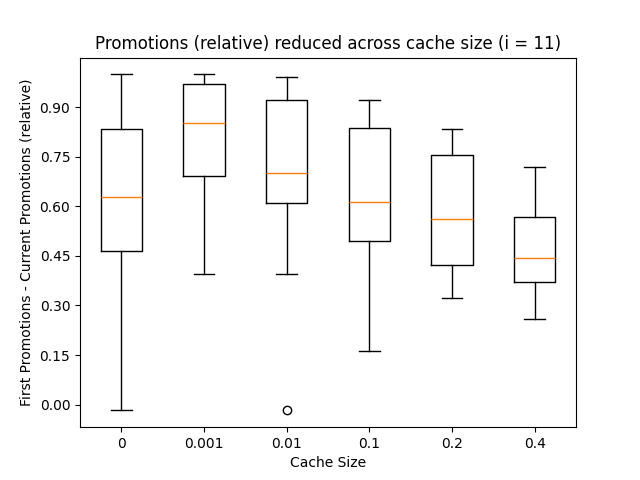 Promotions (relative) reduced across cache size (i = 11)
First Promotions - Current Promotions (relative)
0.90
0.75
0.60
0.45
0.30
0.15
0.00
0 0.001 0.01 0.1 0.2 0.4
Cache Size